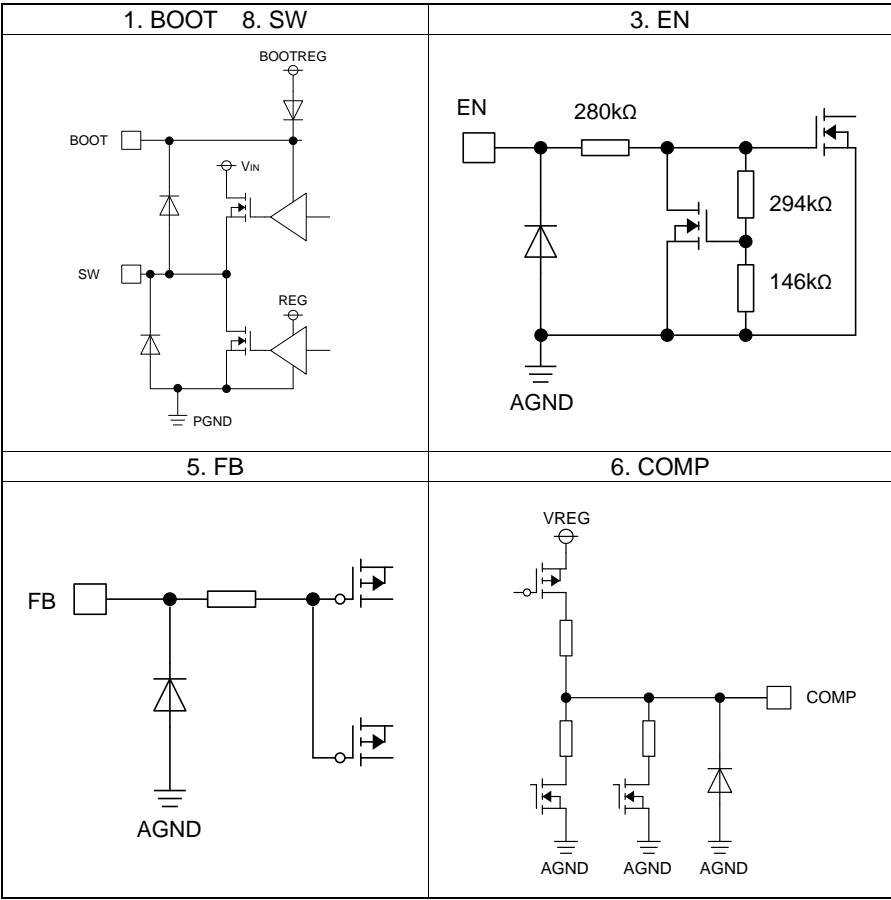 1. BOOT 8. SW
BOOTREG
BOOT
VIN
SW
REG
PGND
3. EN
EN
280kΩ
294kΩ
146kΩ
AGND
5. FB
FB
AGND
6. COMP
VREG
COMP
AGND AGND AGND